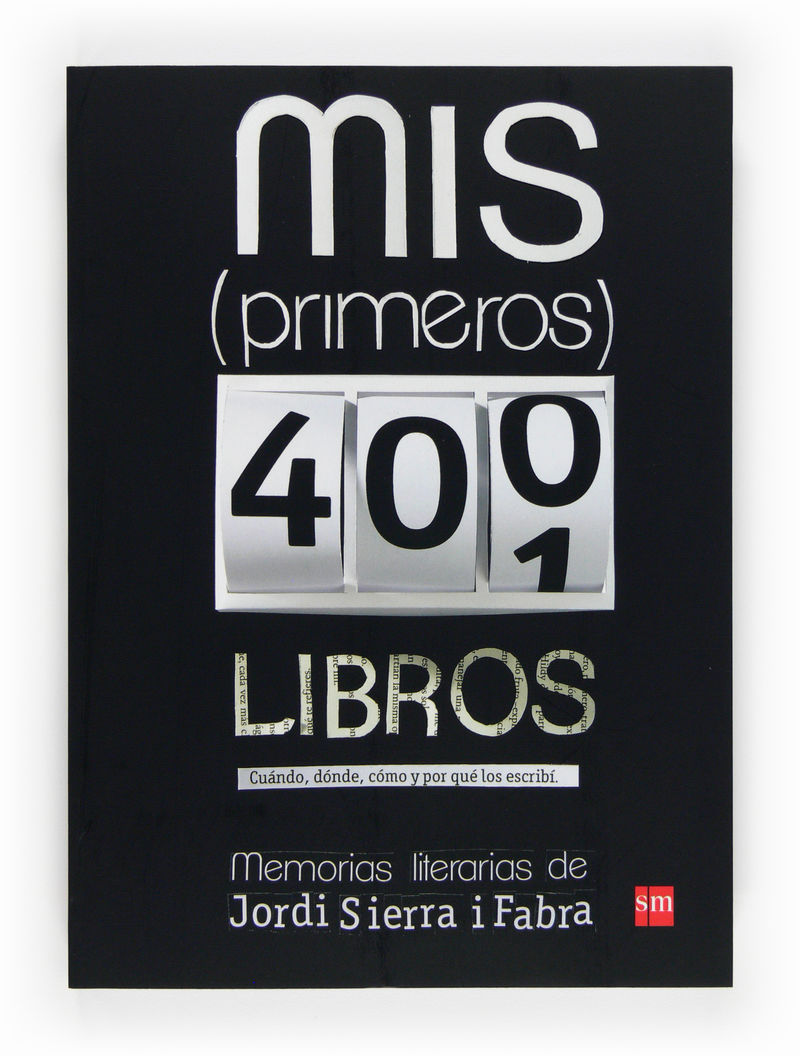 mIS
(primeros)
400
1
LIBROS
Cuándo, dónde, cómo y por qué los escribí.
Memorias literarias de
Jordi Sierra i Fabra
sm